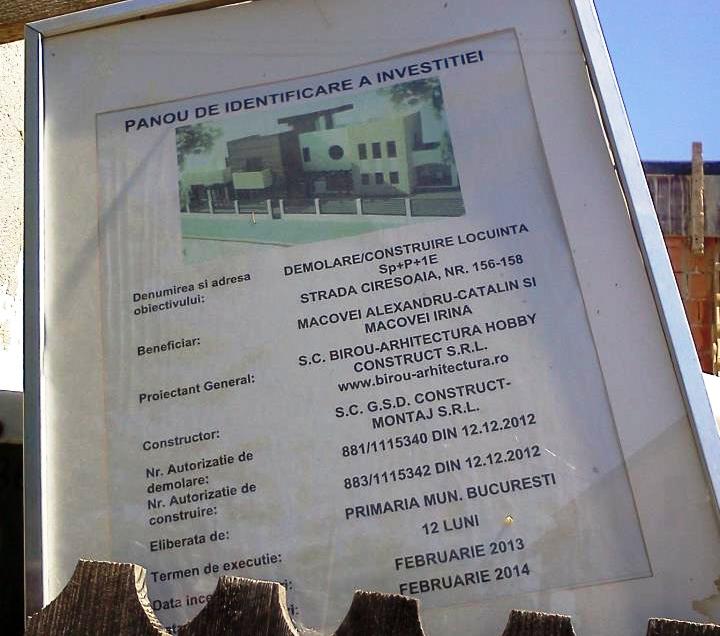 PANOU DE IDENTIFICARE A INVESTITIEI
Denumirea si adresa
obiectivului:
DEMOLARE/CONSTRUIRE LOCUINTA
Sp+P+1E
STRADA CIRESOAIA, NR. 156-158
Beneficiar:
MACOVEI ALEXANDRU-CATALIN SI
MACOVEI IRINA
Proiectant General:
S.C. BIROU-ARHITECTURA HOBBY
CONSTRUCT S.R.L.
www.birou-arhitectura.ro
Constructor:
S.C. G.S.D. CONSTRUCT-
MONTAJ S.R.L.
Nr. Autorizatie de
demolare:
881/1115340 DIN 12.12.2012
Nr. Autorizatie de
construire:
883/1115342 DIN 12.12.2012
Eliberata de:
PRIMARIA MUN. BUCURESTI
Termen de executie:
12 LUNI
Data
FEBRUARIE 2013
FEBRUARIE 2014